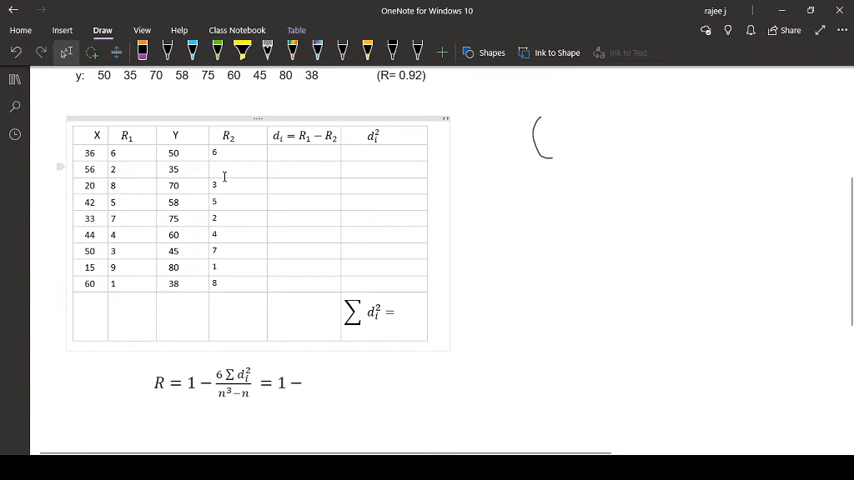 OneNote for Windows 10
rajee j
Home Insert Draw View Help Class Notebook Table
Share
Shapes Ink to Shape Ink to Text
y: 50 35 70 58 75 60 45 80 38 (R= 0.92)
X R₁ Y R₂ dᵢ = R₁ − R₂ dᵢ²
36 6 50 6
56 2 35
20 8 70 3
42 5 58 5
33 7 75 2
44 4 60 4
50 3 45 7
15 9 80 1
60 1 38 8
∑ dᵢ² =
R = 1 − 6 ∑ dᵢ² / n³−n = 1 −